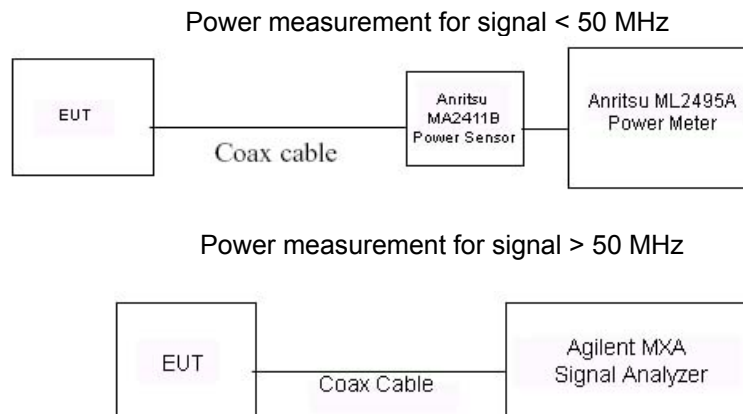 Power measurement for signal < 50 MHz
EUT
Coax cable
Anritsu
MA2411B
Power Sensor
Anritsu ML2495A
Power Meter
Power measurement for signal > 50 MHz
EUT
Coax Cable
Agilent MXA
Signal Analyzer